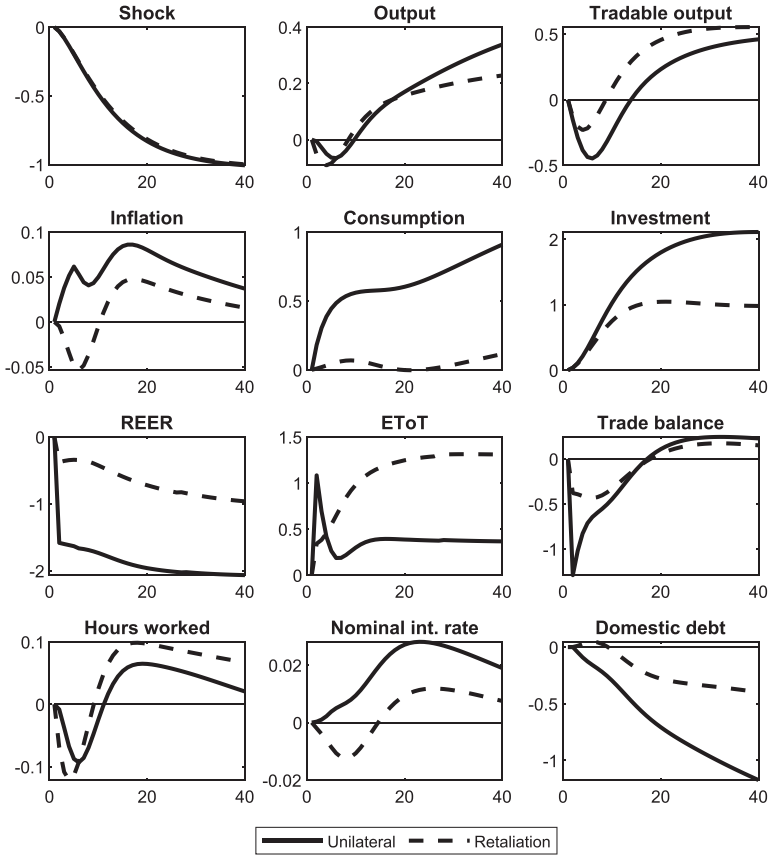 Shock
Output
Tradable output
0
-0.5
-1
0 20 40
0.4
0.2
0
0 20 40
0.5
0
-0.5
0 20 40
Inflation
Consumption
Investment
0.1
0.05
0
-0.05
0 20 40
1
0.5
0
0 20 40
2
1
0
0 20 40
REER
EToT
Trade balance
0
-1
-2
0 20 40
1.5
1
0.5
0
0 20 40
0
-0.5
-1
0 20 40
Hours worked
Nominal int. rate
Domestic debt
0.1
0
-0.1
0 20 40
0.02
0
-0.02
0 20 40
0
-0.5
-1
0 20 40
Unilateral Retaliation